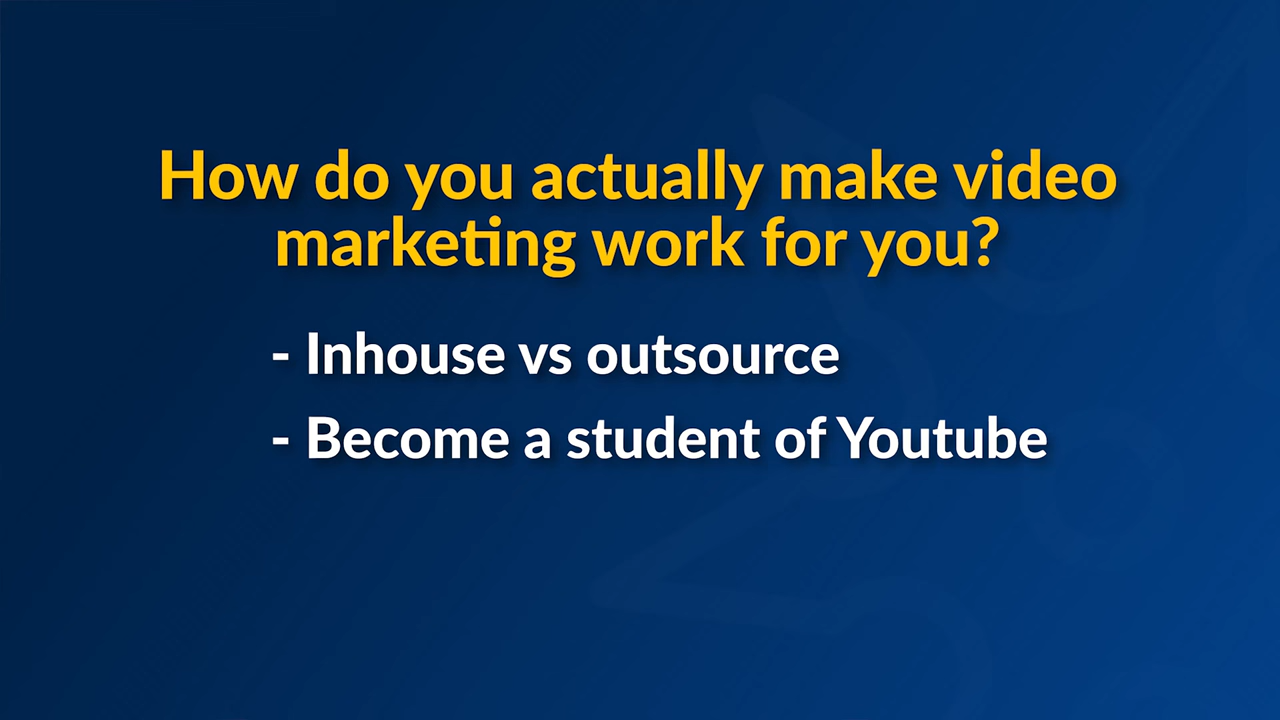 How do you actually make video
marketing work for you?
- Inhouse vs outsource
- Become a student of Youtube